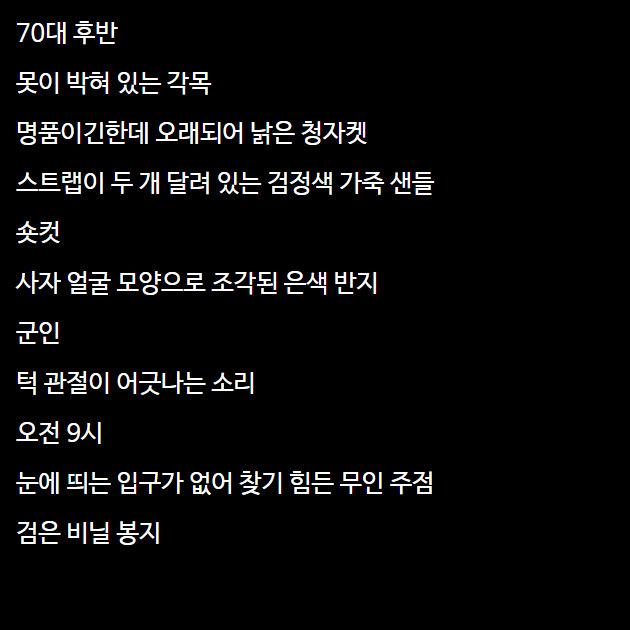 70대 후반
못이 박혀 있는 각목
명품이긴한데 오래되어 낡은 청자켓
스트랩이 두 개 달려 있는 검정색 가죽 샌들
숏컷
사자 얼굴 모양으로 조각된 은색 반지
군인
턱 관절이 어긋나는 소리
오전 9시
눈에 띄는 입구가 없어 찾기 힘든 무인 주점
검은 비닐 봉지